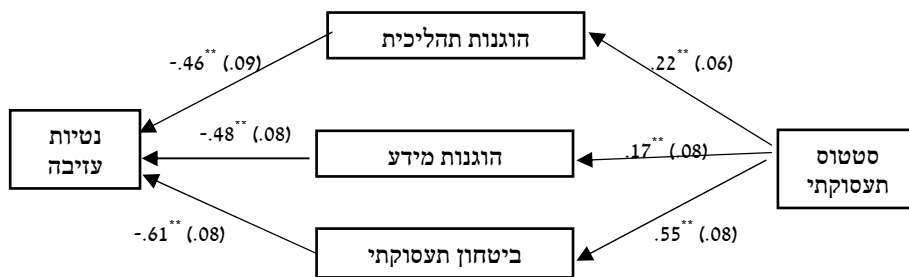 הוגנות תהליכית
.22** (.06)
-.46** (.09)
סטטוס
תעסוקתי
.17** (.08)
הוגנות מידע
-.48** (.08)
נטיות
עזיבה
.55** (.08)
ביטחון תעסוקתי
-.61** (.08)